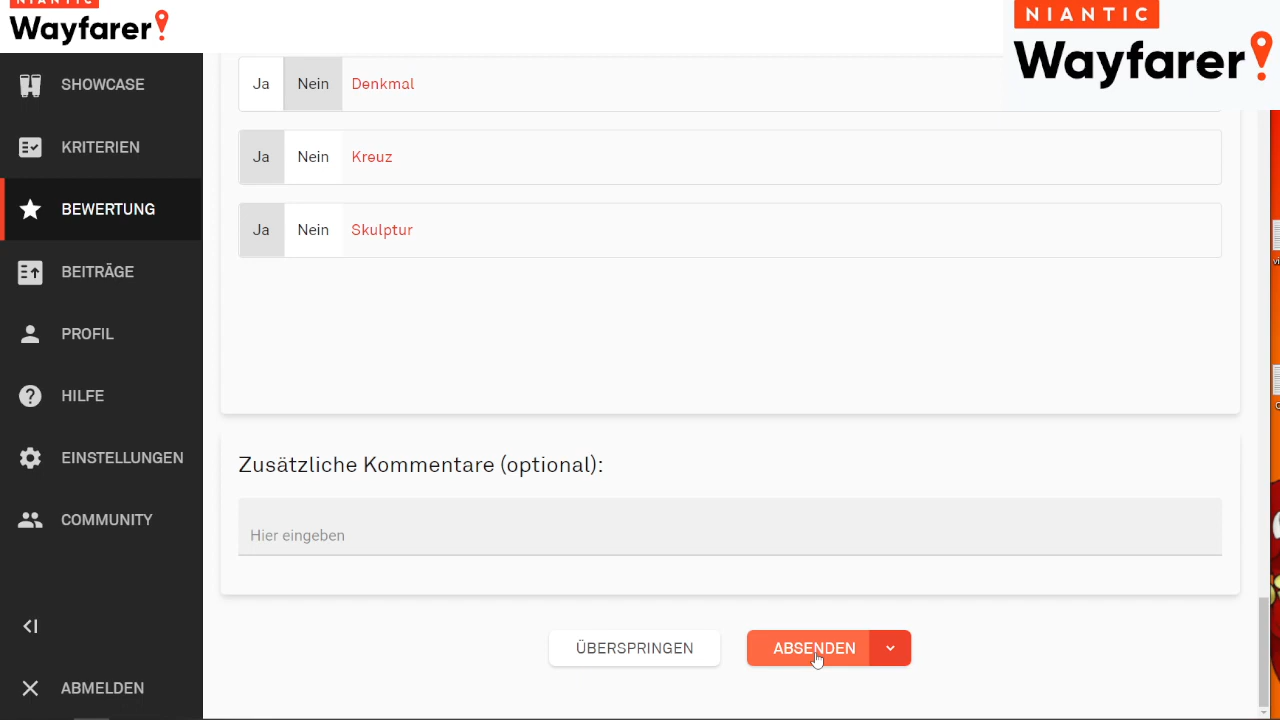 NIANTIC
Wayfarer
NIANTIC
Wayfarer
SHOWCASE
KRITERIEN
BEWERTUNG
BEITRÄGE
PROFIL
HILFE
EINSTELLUNGEN
COMMUNITY
ABMELDEN
Ja Nein Denkmal
Ja Nein Kreuz
Ja Nein Skulptur
Zusätzliche Kommentare (optional):
Hier eingeben
ÜBERSPRINGEN ABSENDEN